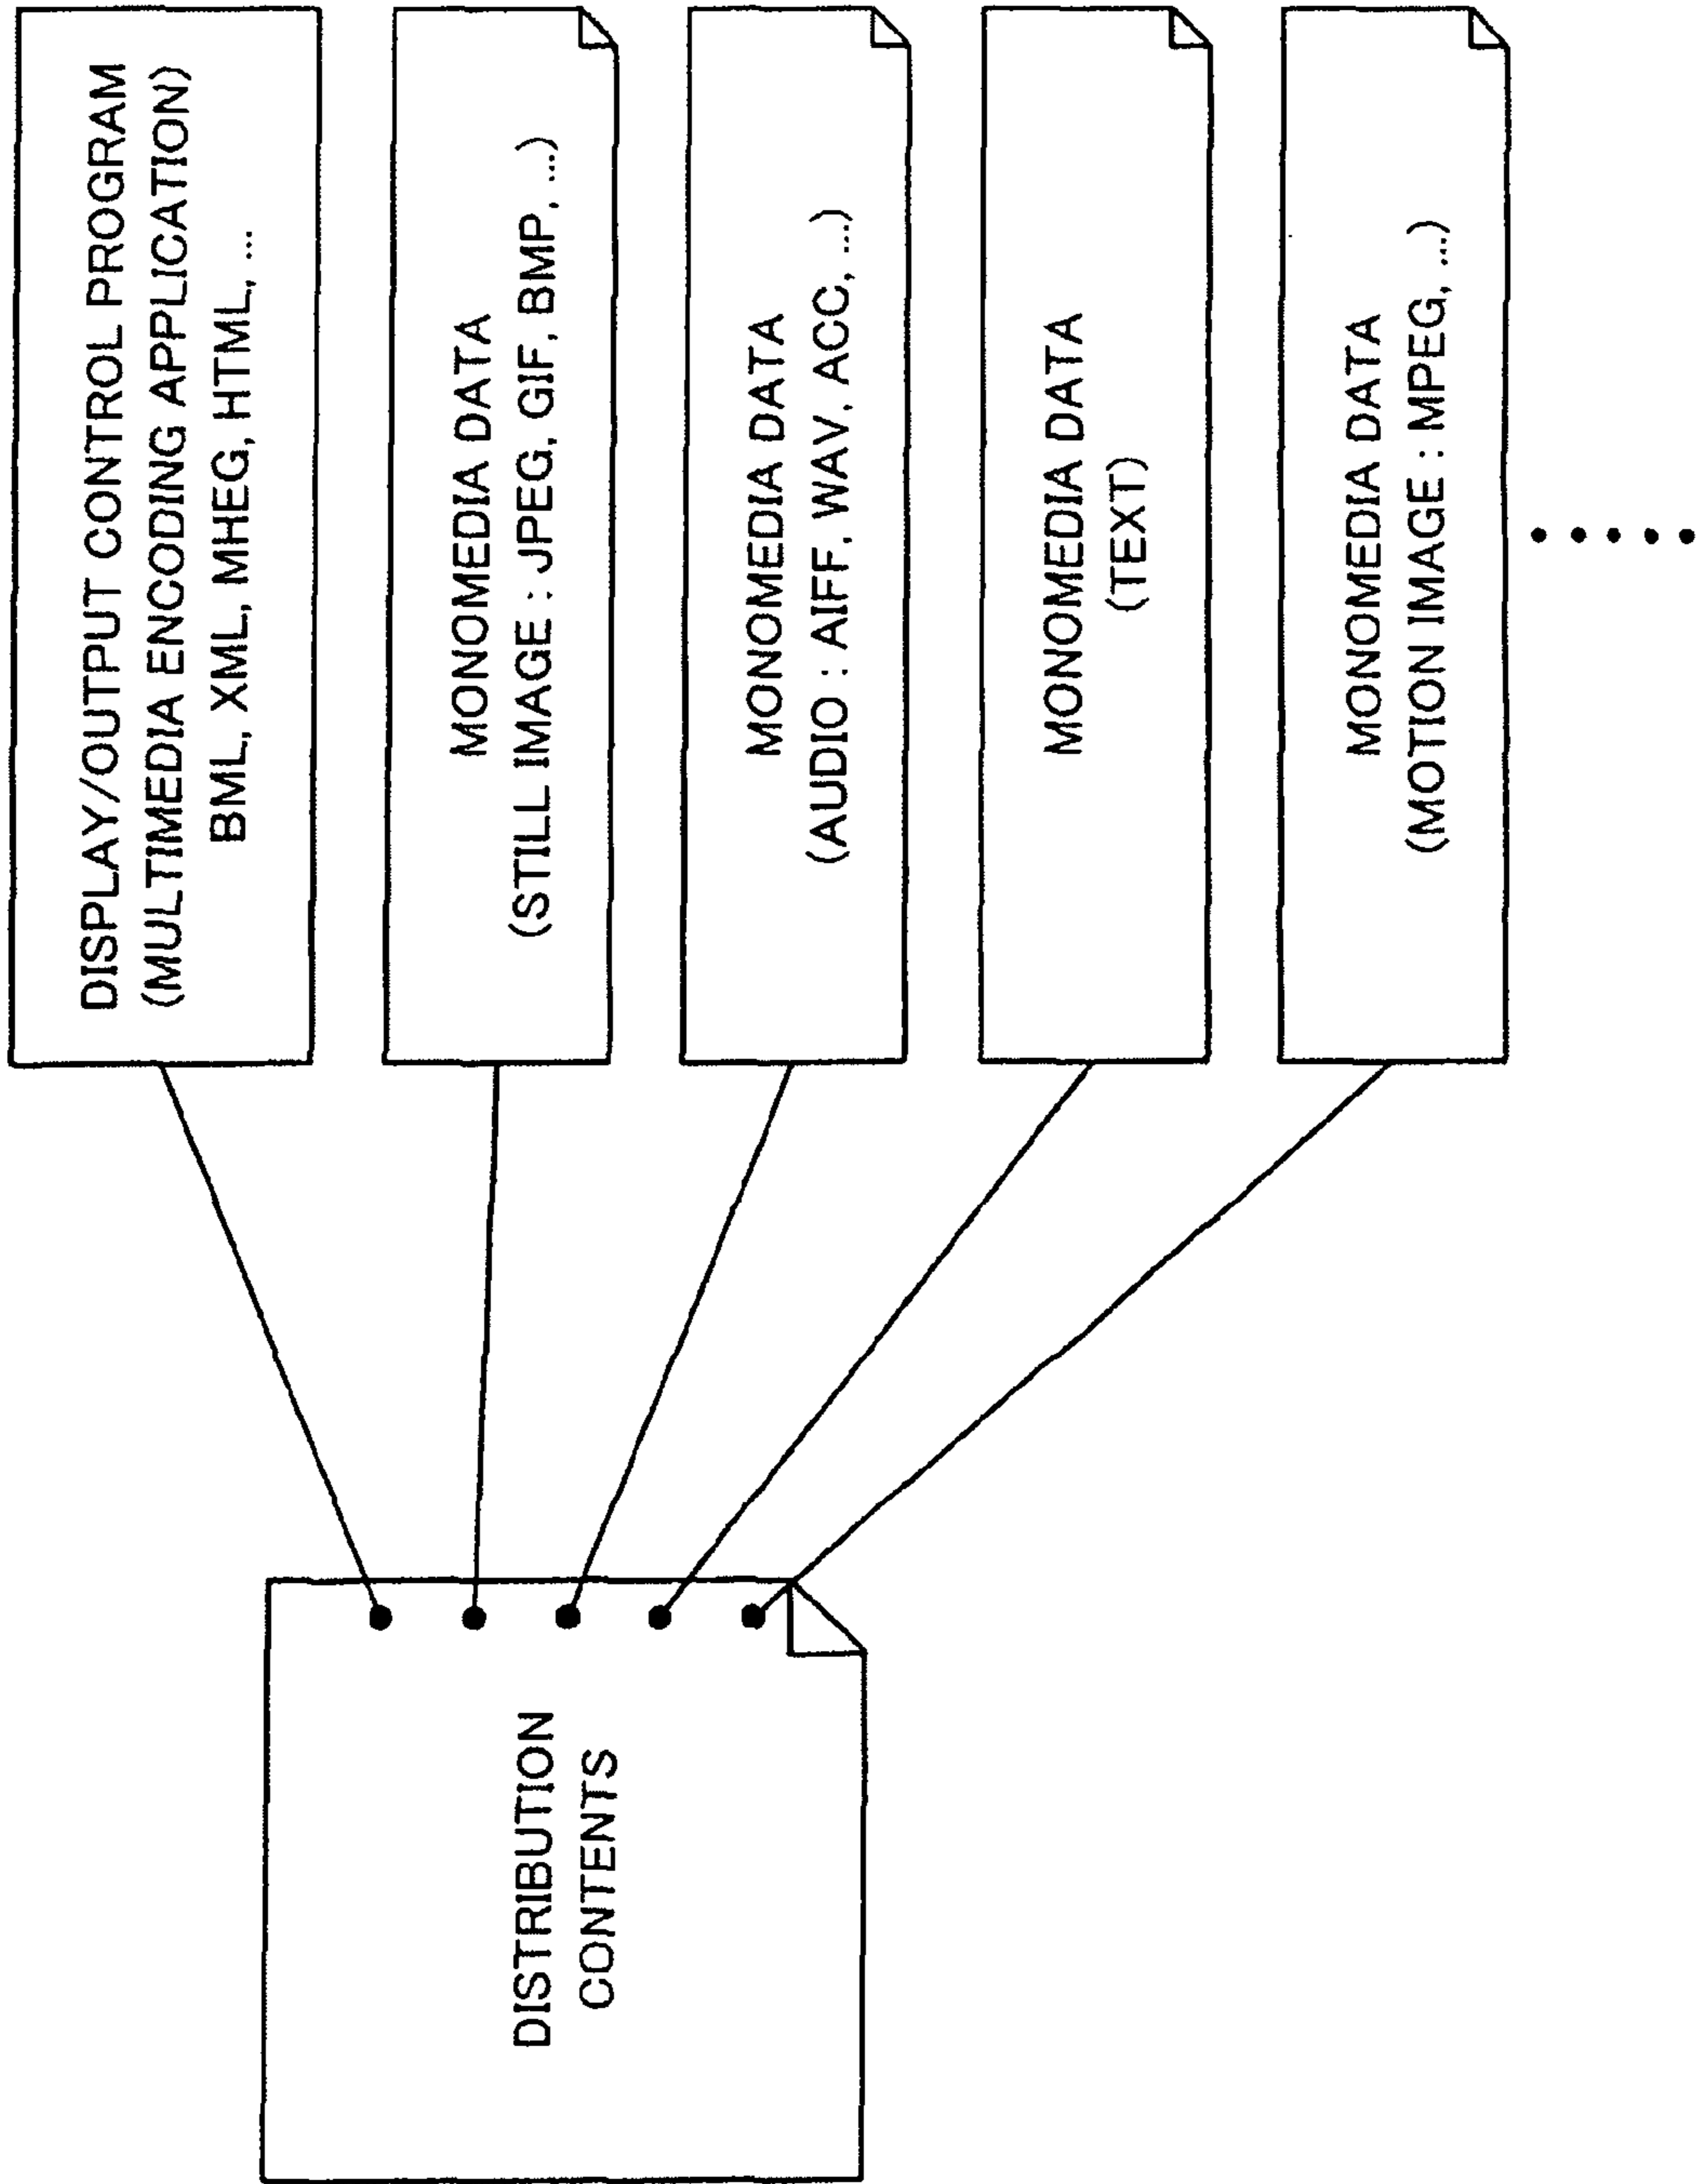 DISTRIBUTION
CONTENTS
DISPLAY/OUTPUT CONTROL PROGRAM
(MULTIMEDIA ENCODING APPLICATION)
BML, XML, MHEG, HTML, ...
MONOMEDIA DATA
(STILL IMAGE : JPEG, GIF, BMP, ...)
MONOMEDIA DATA
(AUDIO : AIFF, WAV, ACC, ...)
MONOMEDIA DATA
(TEXT)
MONOMEDIA DATA
(MOTION IMAGE : MPEG, ...)